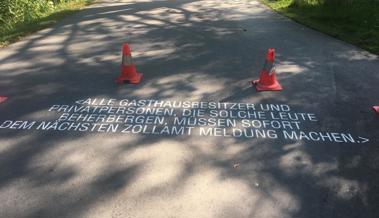 <ALLE GASTHAUSBESITZER UND
PRIVATPERSONEN, DIE SOLCHE LEUTE
BEHERBERGEN, MÜSSEN SOFORT
DEM NÄCHSTEN ZOLLAMT MELDUNG MACHEN.>